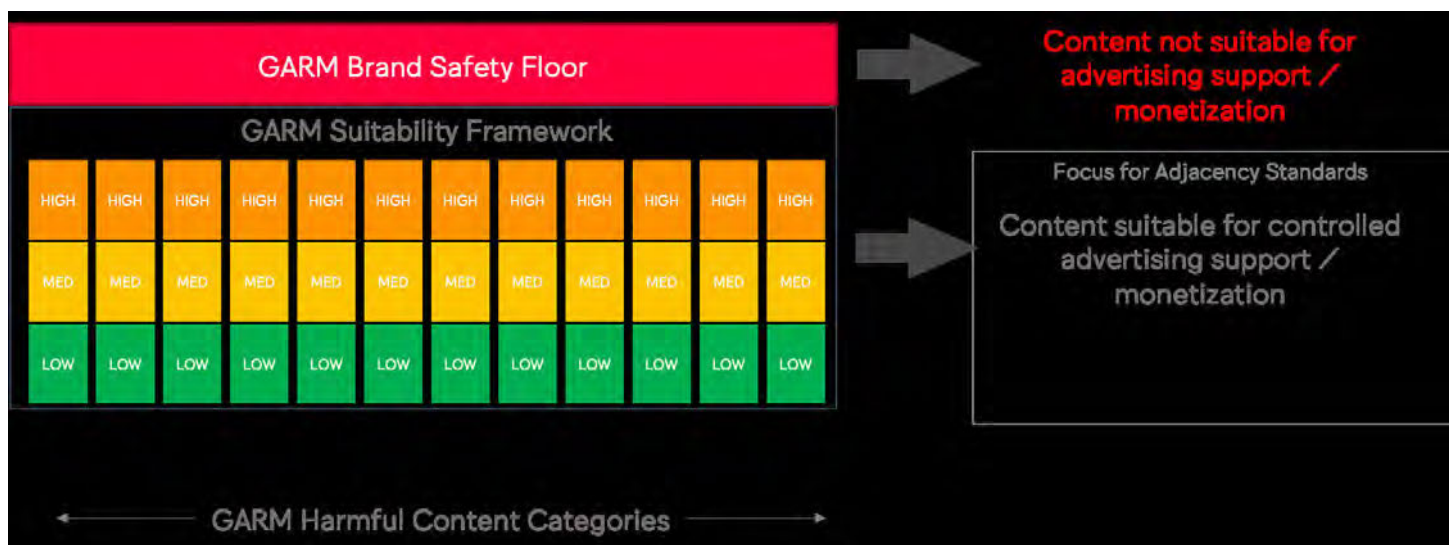 GARM Brand Safety Floor
Content not suitable for
advertising support /
monetization
GARM Suitability Framework
HIGH HIGH HIGH HIGH HIGH HIGH HIGH HIGH HIGH HIGH HIGH HIGH
MED MED MED MED MED MED MED MED MED MED MED MED
LOW LOW LOW LOW LOW LOW LOW LOW LOW LOW LOW LOW
Focus for Adjacency Standards
Content suitable for controlled
advertising support /
monetization
GARM Harmful Content Categories